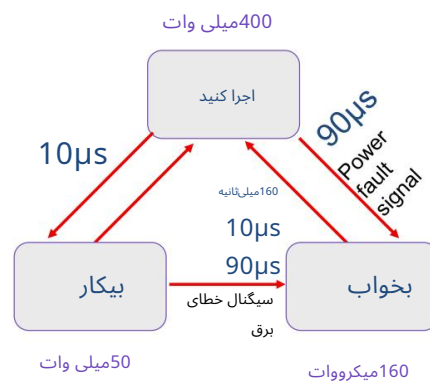 400میلی وات
اجرا کنید
10µs
90µs
Power
fault
signal
160میلی‌ثانیه
10µs
90µs
سیگنال خطای
برق
بیکار
بخواب
50میلی وات
160میکرووات